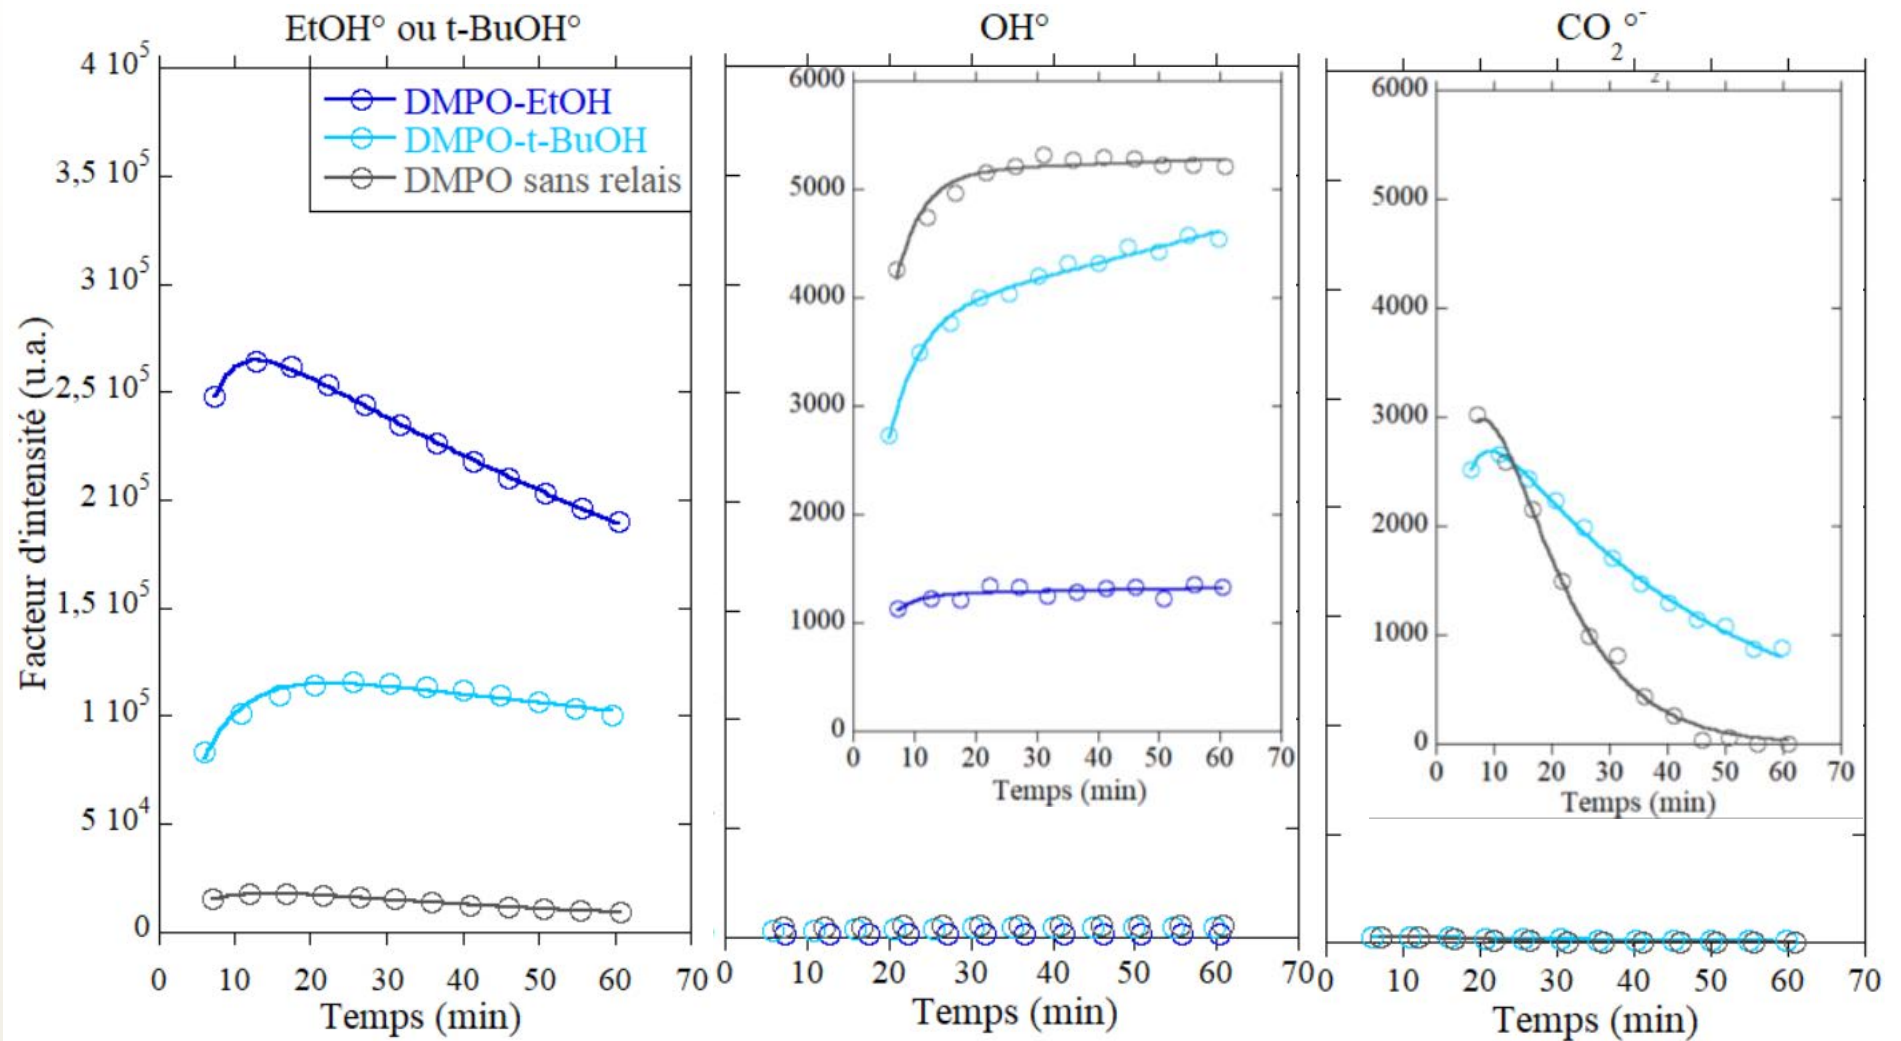 EtOH° ou t-BuOH°
OH°
CO₂°⁻
4 10⁵
3,5 10⁵
3 10⁵
2,5 10⁵
2 10⁵
1,5 10⁵
1 10⁵
5 10⁴
0
Facteur d'intensité (u.a.)
DMPO-EtOH
DMPO-t-BuOH
DMPO sans relais
0 10 20 30 40 50 60 70
Temps (min)
6000
5000
4000
3000
2000
1000
0
0 10 20 30 40 50 60 70
Temps (min)
0 10 20 30 40 50 60 70
Temps (min)
2
6000
5000
4000
3000
2000
1000
0
0 10 20 30 40 50 60 70
Temps (min)
0 10 20 30 40 50 60 70
Temps (min)